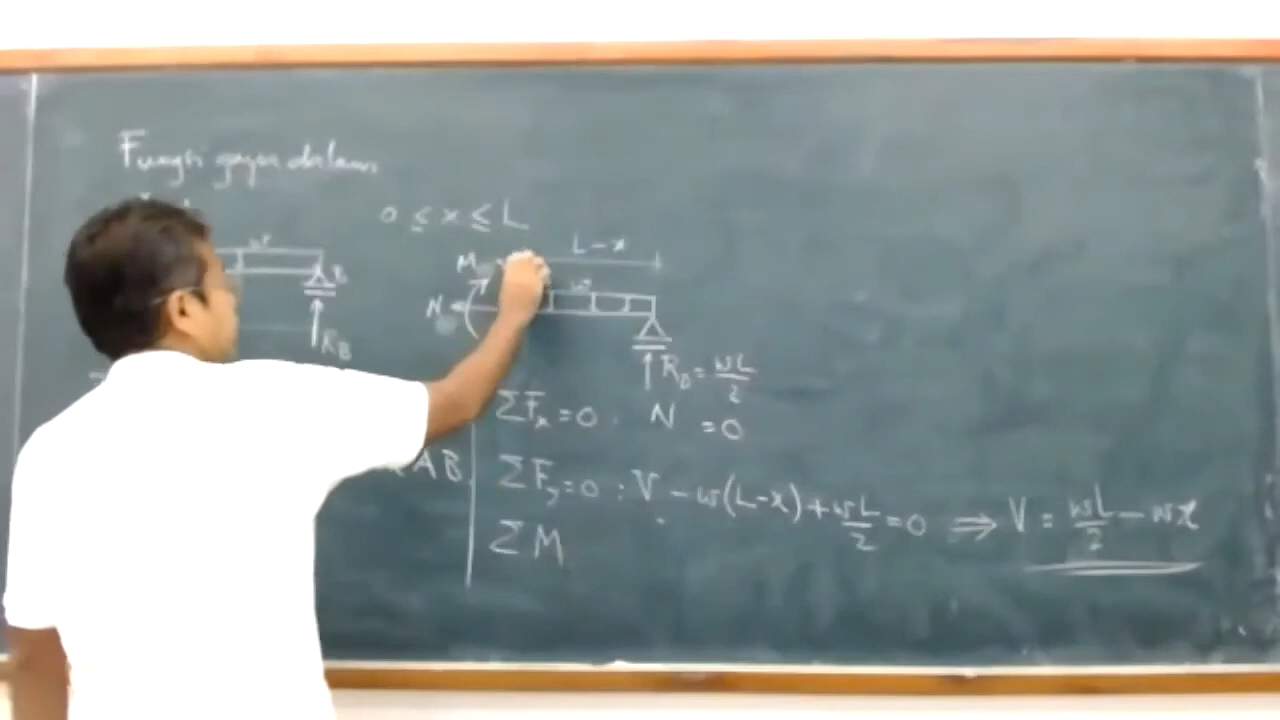 Fungsi gaya dalam
0 ≤ x ≤ L
L-x
M
w
w
B
N
R_B
R_B = wL/2
ΣF_x = 0 : N = 0
AB
ΣF_y = 0 : V - w(L-x) + wL/2 = 0 ⇒ V = wL/2 - wx
ΣM